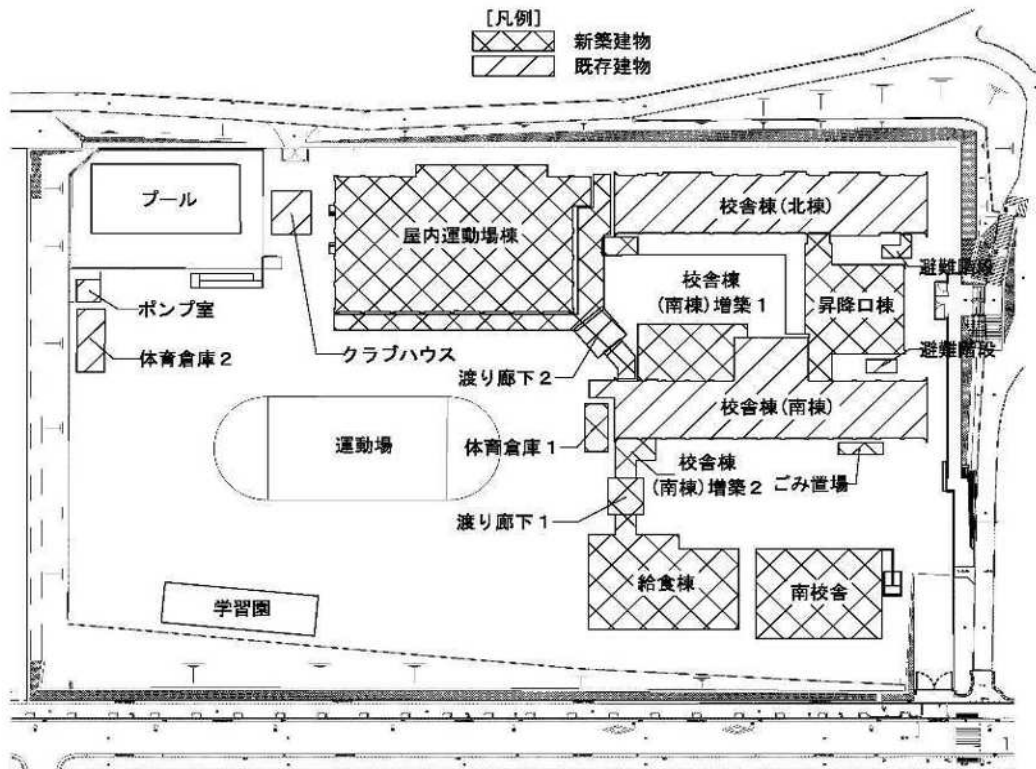 [凡例]
新築建物
既存建物
プール
屋内運動場棟
校舎棟(北棟)
避難階段
校舎棟
(南棟)増築1
昇降口棟
ポンプ室
クラブハウス
体育倉庫2
渡り廊下2
避難階段
校舎棟(南棟)
運動場
体育倉庫1
校舎棟
(南棟)増築2
ごみ置場
渡り廊下1
給食棟
南校舎
学習園